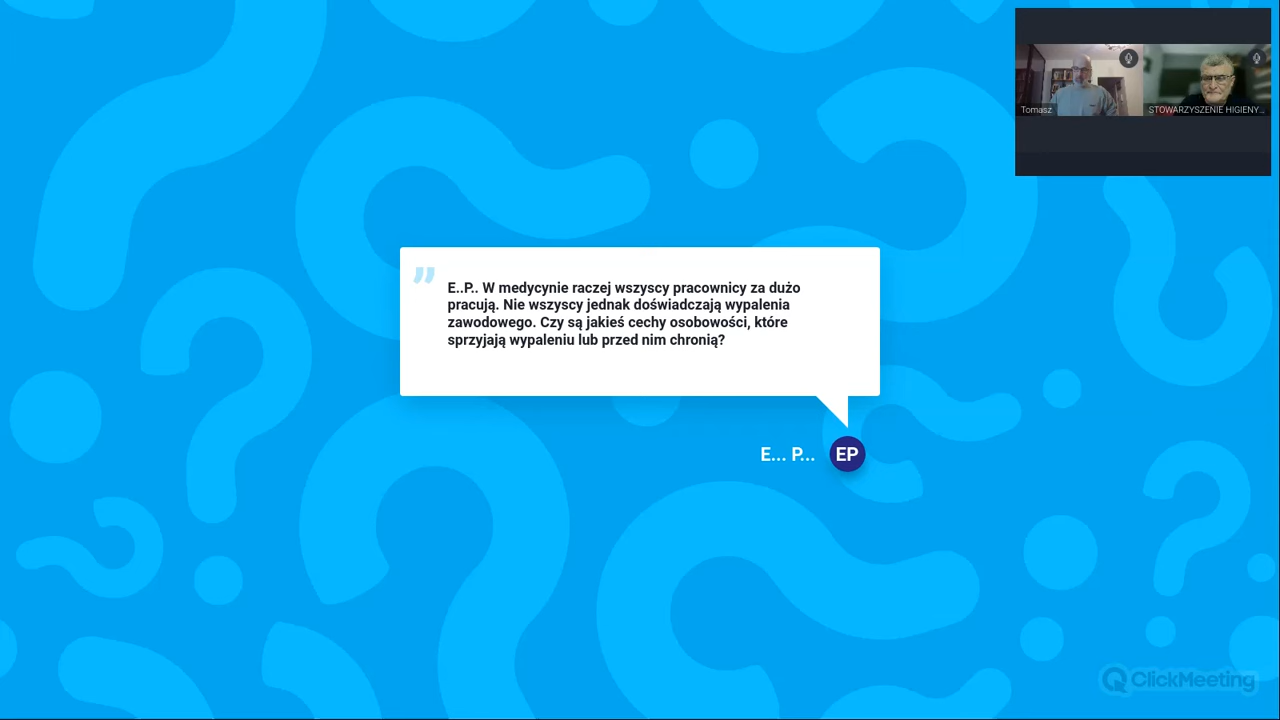 Tomasz
STOWARZYSZENIE HIGIENY...
E..P.. W medycynie raczej wszyscy pracownicy za dużo
pracują. Nie wszyscy jednak doświadczają wypalenia
zawodowego. Czy są jakieś cechy osobowości, które
sprzyjają wypaleniu lub przed nim chronią?
E... P... EP
ClickMeeting